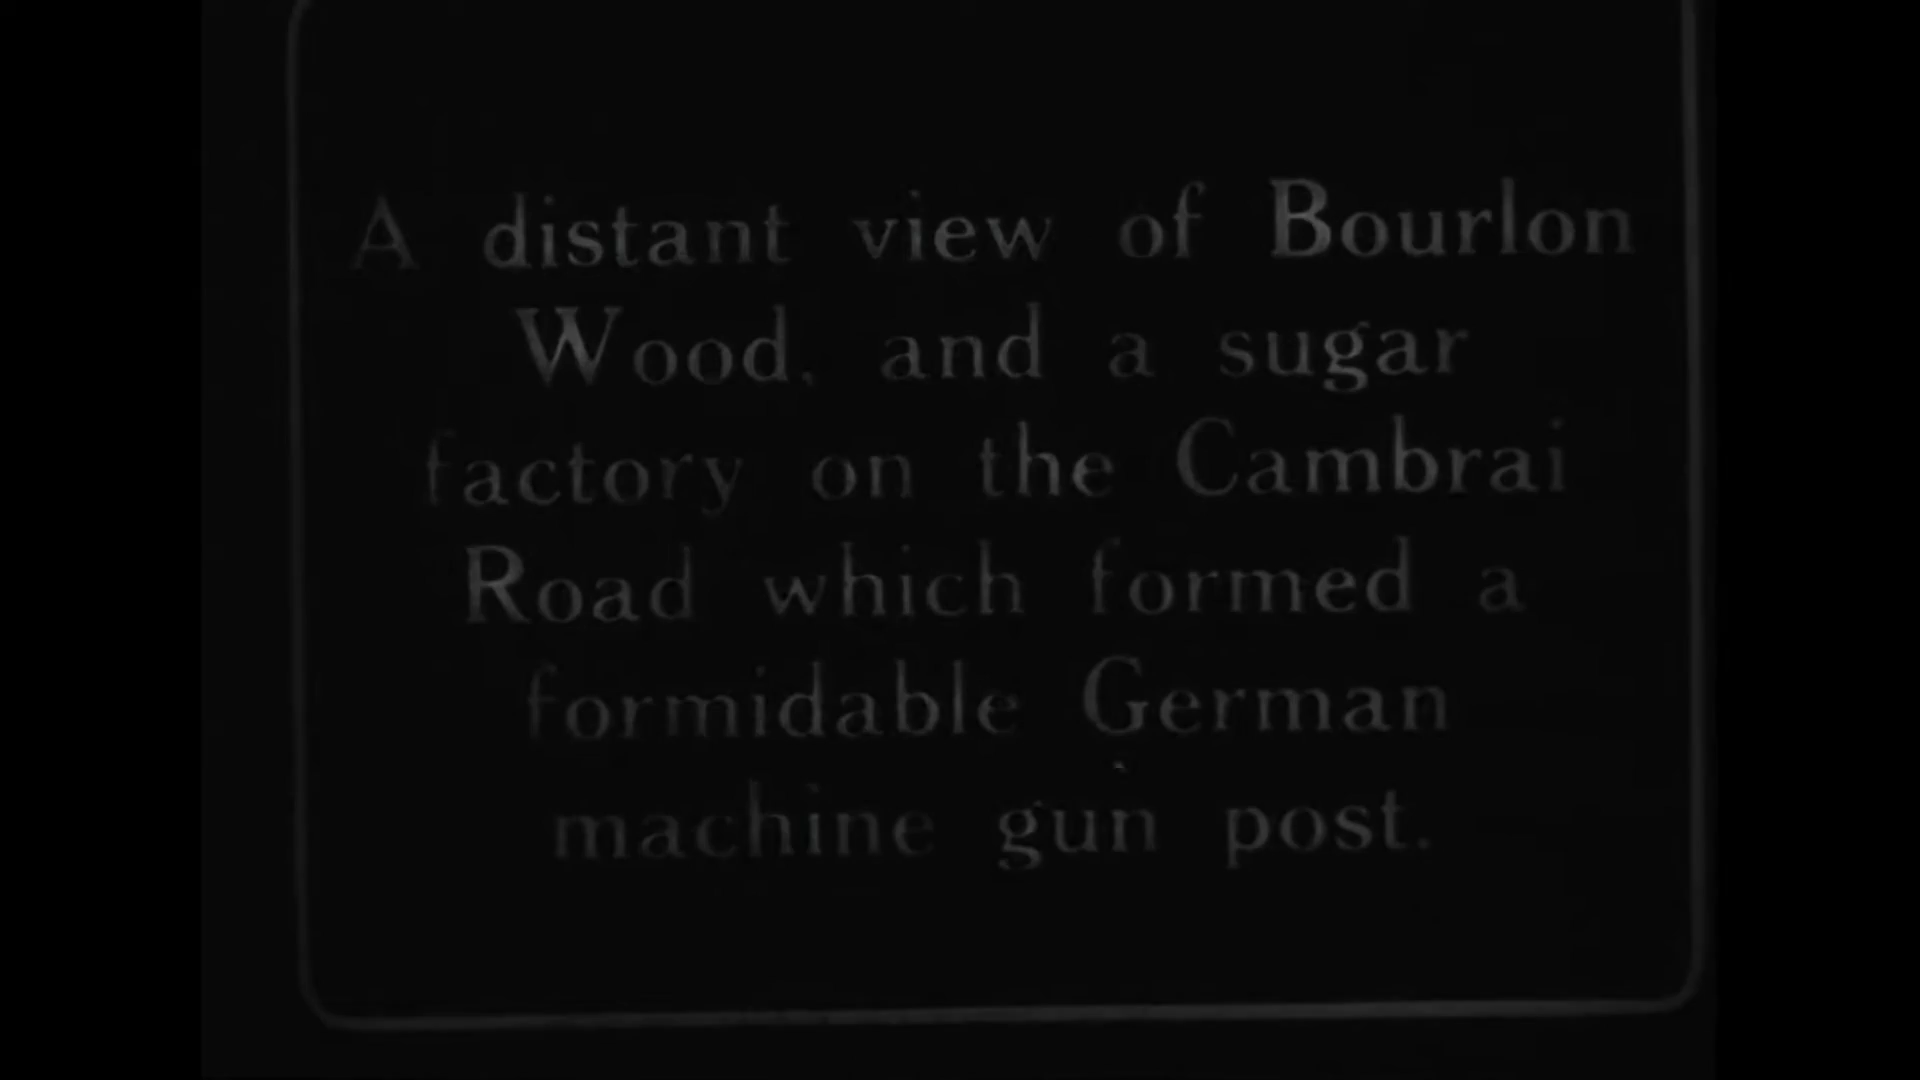 A distant view of Bourlon
Wood, and a sugar
factory on the Cambrai
Road which formed a
formidable German
machine gun post.